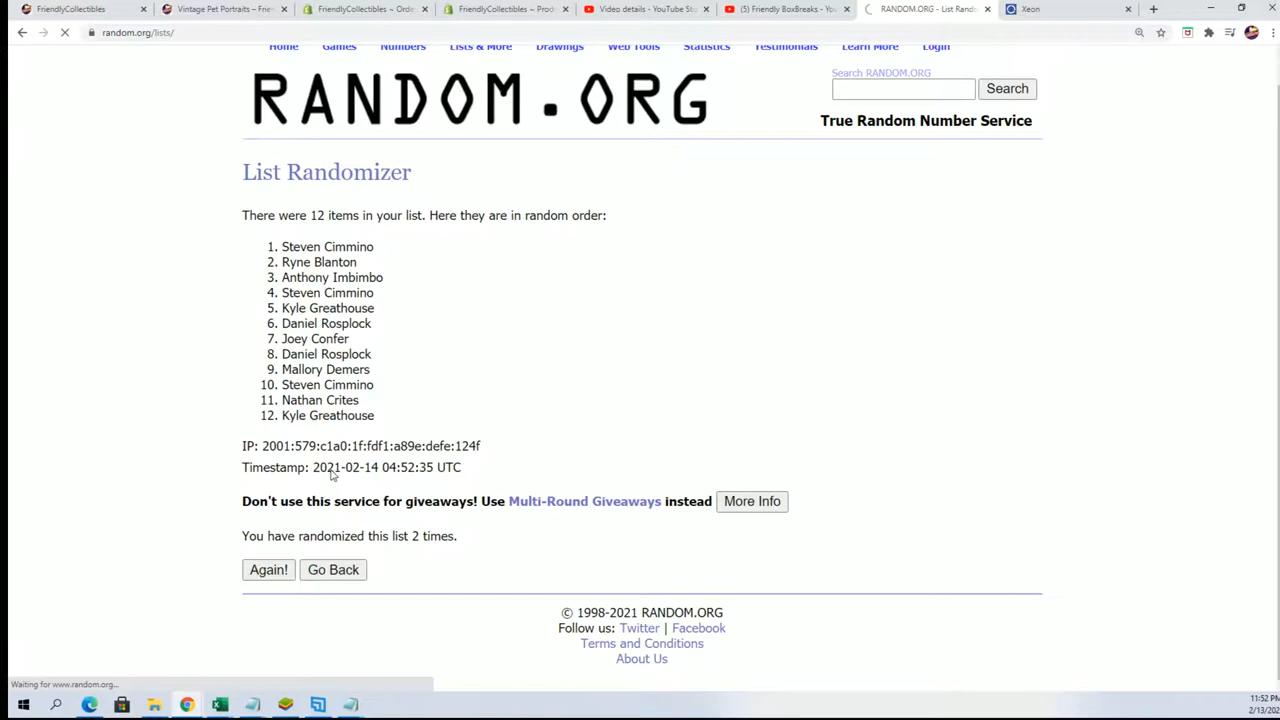 FriendlyCollectibles
Vintage Pet Portraits – Frien
FriendlyCollectibles ~ Orde
FriendlyCollectibles ~ Prod
Video details - YouTube Stu
(5) Friendly BoxBreaks - You
RANDOM.ORG - List Rando
Xeon
random.org/lists/
Home Games Numbers Lists & More Drawings Web Tools Statistics Testimonials Learn More Login
RANDOM.ORG
Search RANDOM.ORG
Search
True Random Number Service
List Randomizer
There were 12 items in your list. Here they are in random order:
1. Steven Cimmino
2. Ryne Blanton
3. Anthony Imbimbo
4. Steven Cimmino
5. Kyle Greathouse
6. Daniel Rosplock
7. Joey Confer
8. Daniel Rosplock
9. Mallory Demers
10. Steven Cimmino
11. Nathan Crites
12. Kyle Greathouse
IP: 2001:579:c1a0:1f:fdf1:a89e:defe:124f
Timestamp: 2021-02-14 04:52:35 UTC
Don't use this service for giveaways! Use Multi-Round Giveaways instead More Info
You have randomized this list 2 times.
Again! Go Back
© 1998-2021 RANDOM.ORG
Follow us: Twitter | Facebook
Terms and Conditions
About Us
Waiting for www.random.org...
11:52 PM
2/13/202